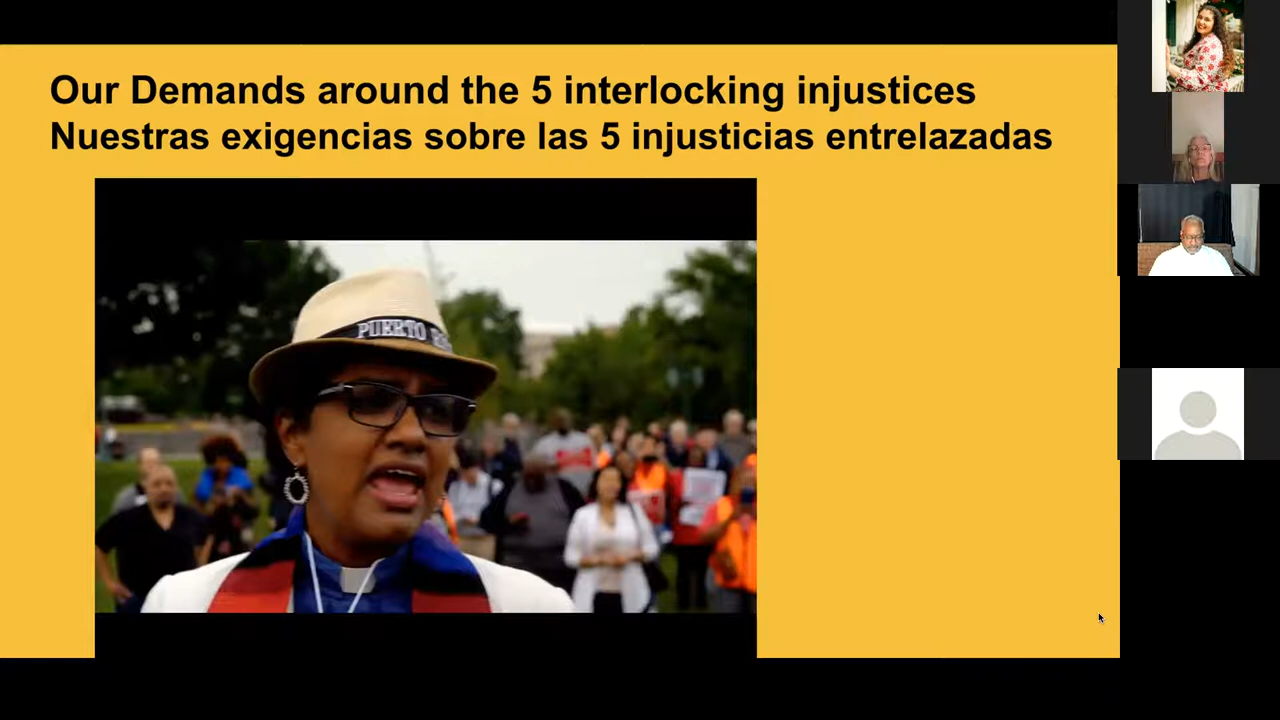 Our Demands around the 5 interlocking injustices
Nuestras exigencias sobre las 5 injusticias entrelazadas
PUERTO